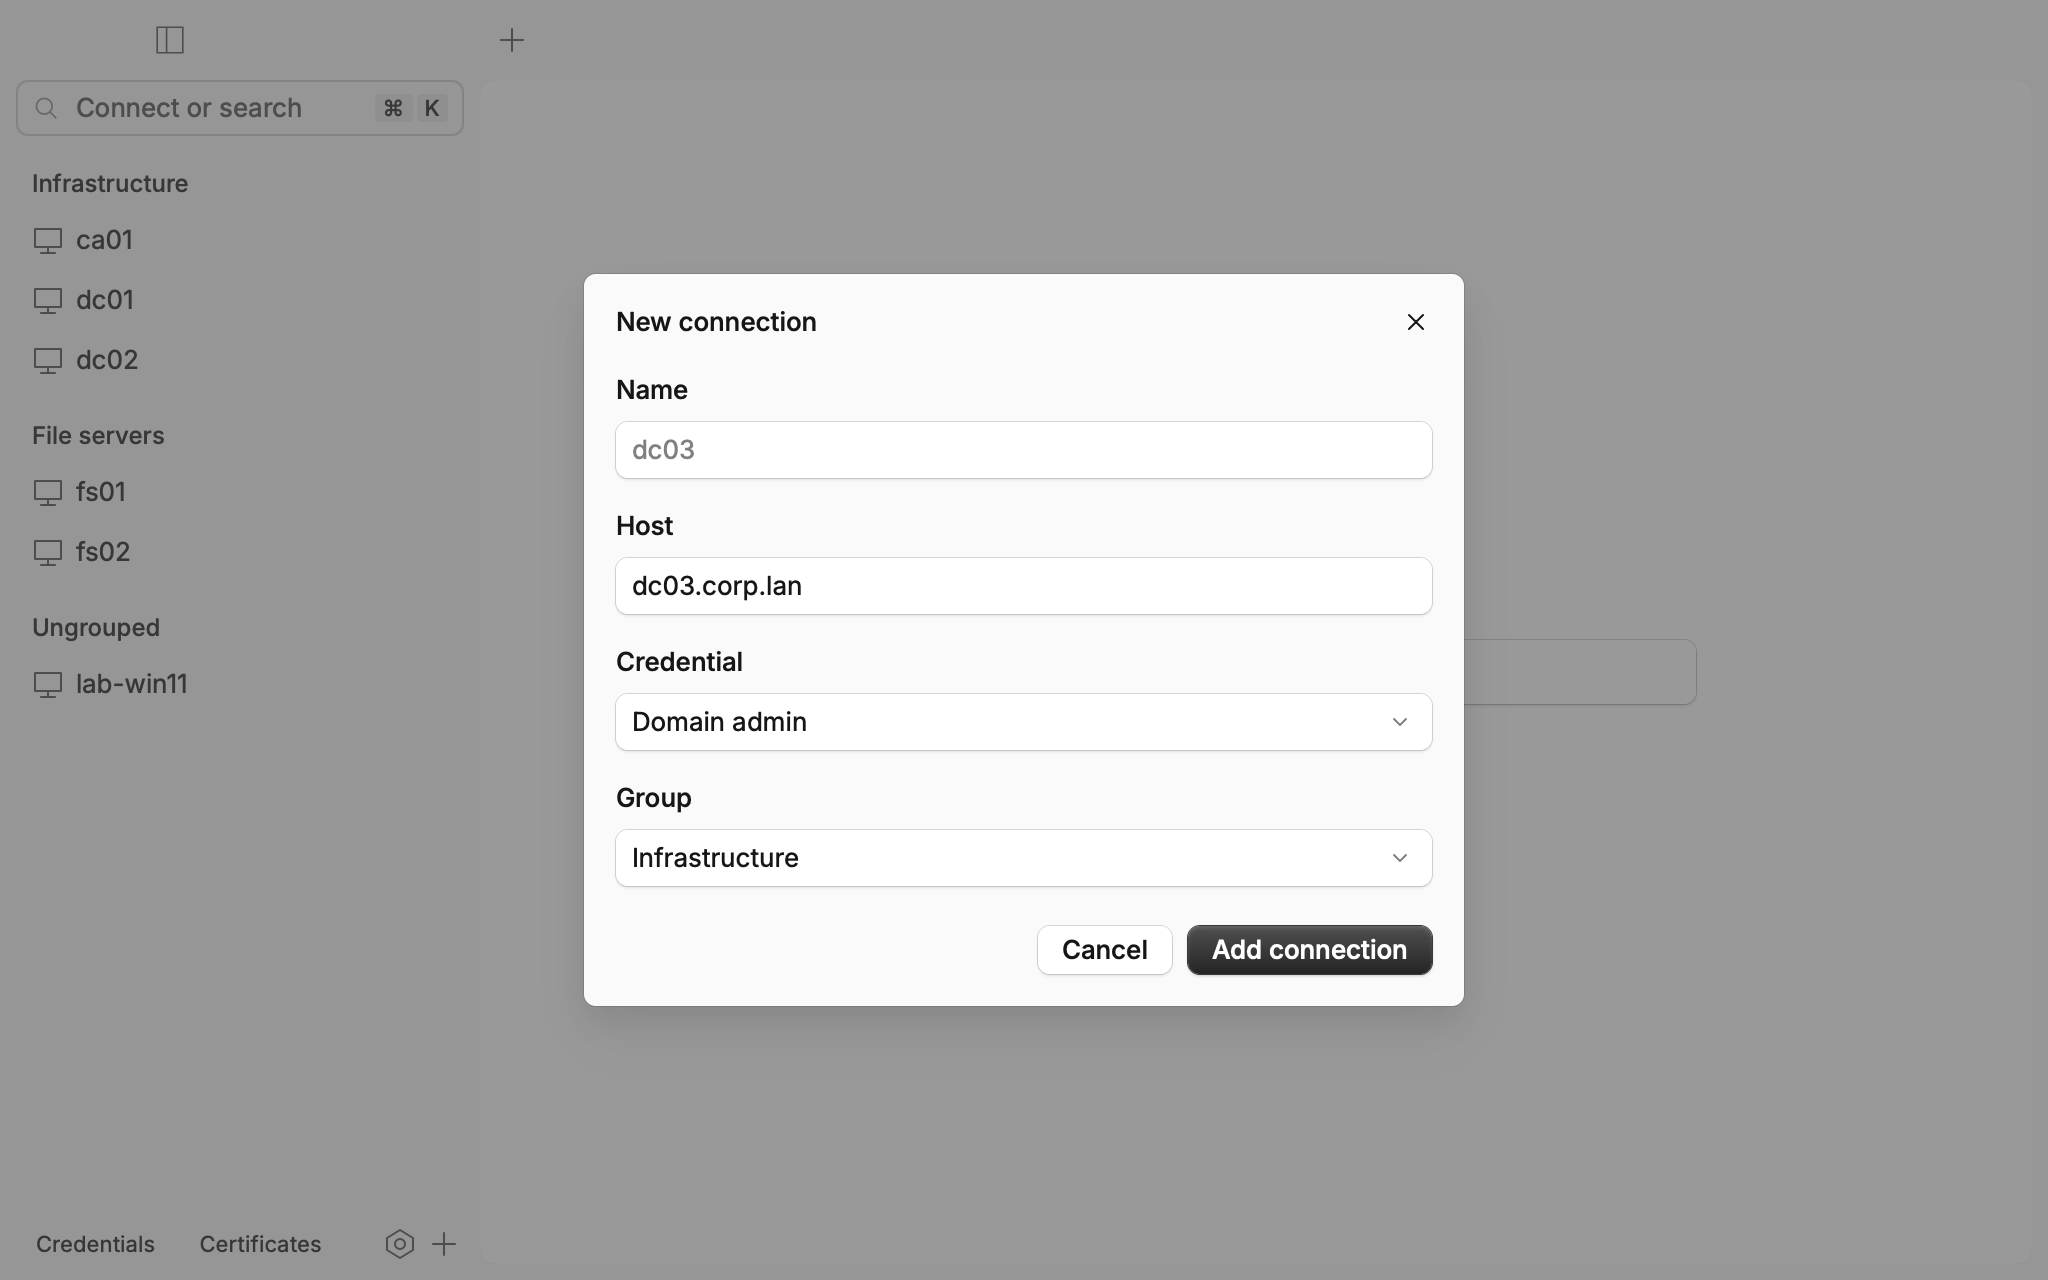 Connect or search ⌘ K
Infrastructure
ca01
dc01
dc02
File servers
fs01
fs02
Ungrouped
lab-win11
Credentials Certificates
New connection
Name
dc03
Host
dc03.corp.lan
Credential
Domain admin
Group
Infrastructure
Cancel Add connection